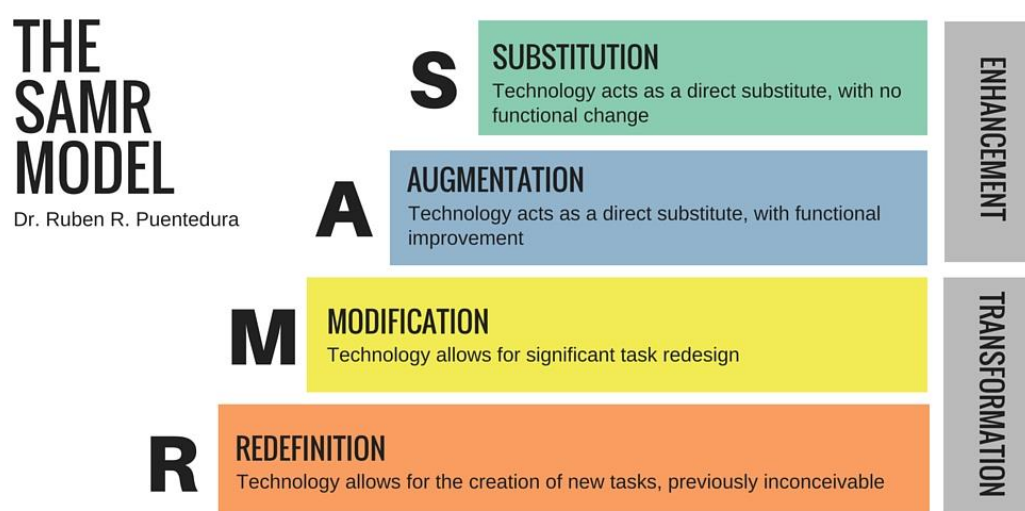 THE
SAMR
MODEL
Dr. Ruben R. Puentedura
S
SUBSTITUTION
Technology acts as a direct substitute, with no
functional change
A
AUGMENTATION
Technology acts as a direct substitute, with functional
improvement
ENHANCEMENT
M
MODIFICATION
Technology allows for significant task redesign
R
REDEFINITION
Technology allows for the creation of new tasks, previously inconceivable
TRANSFORMATION